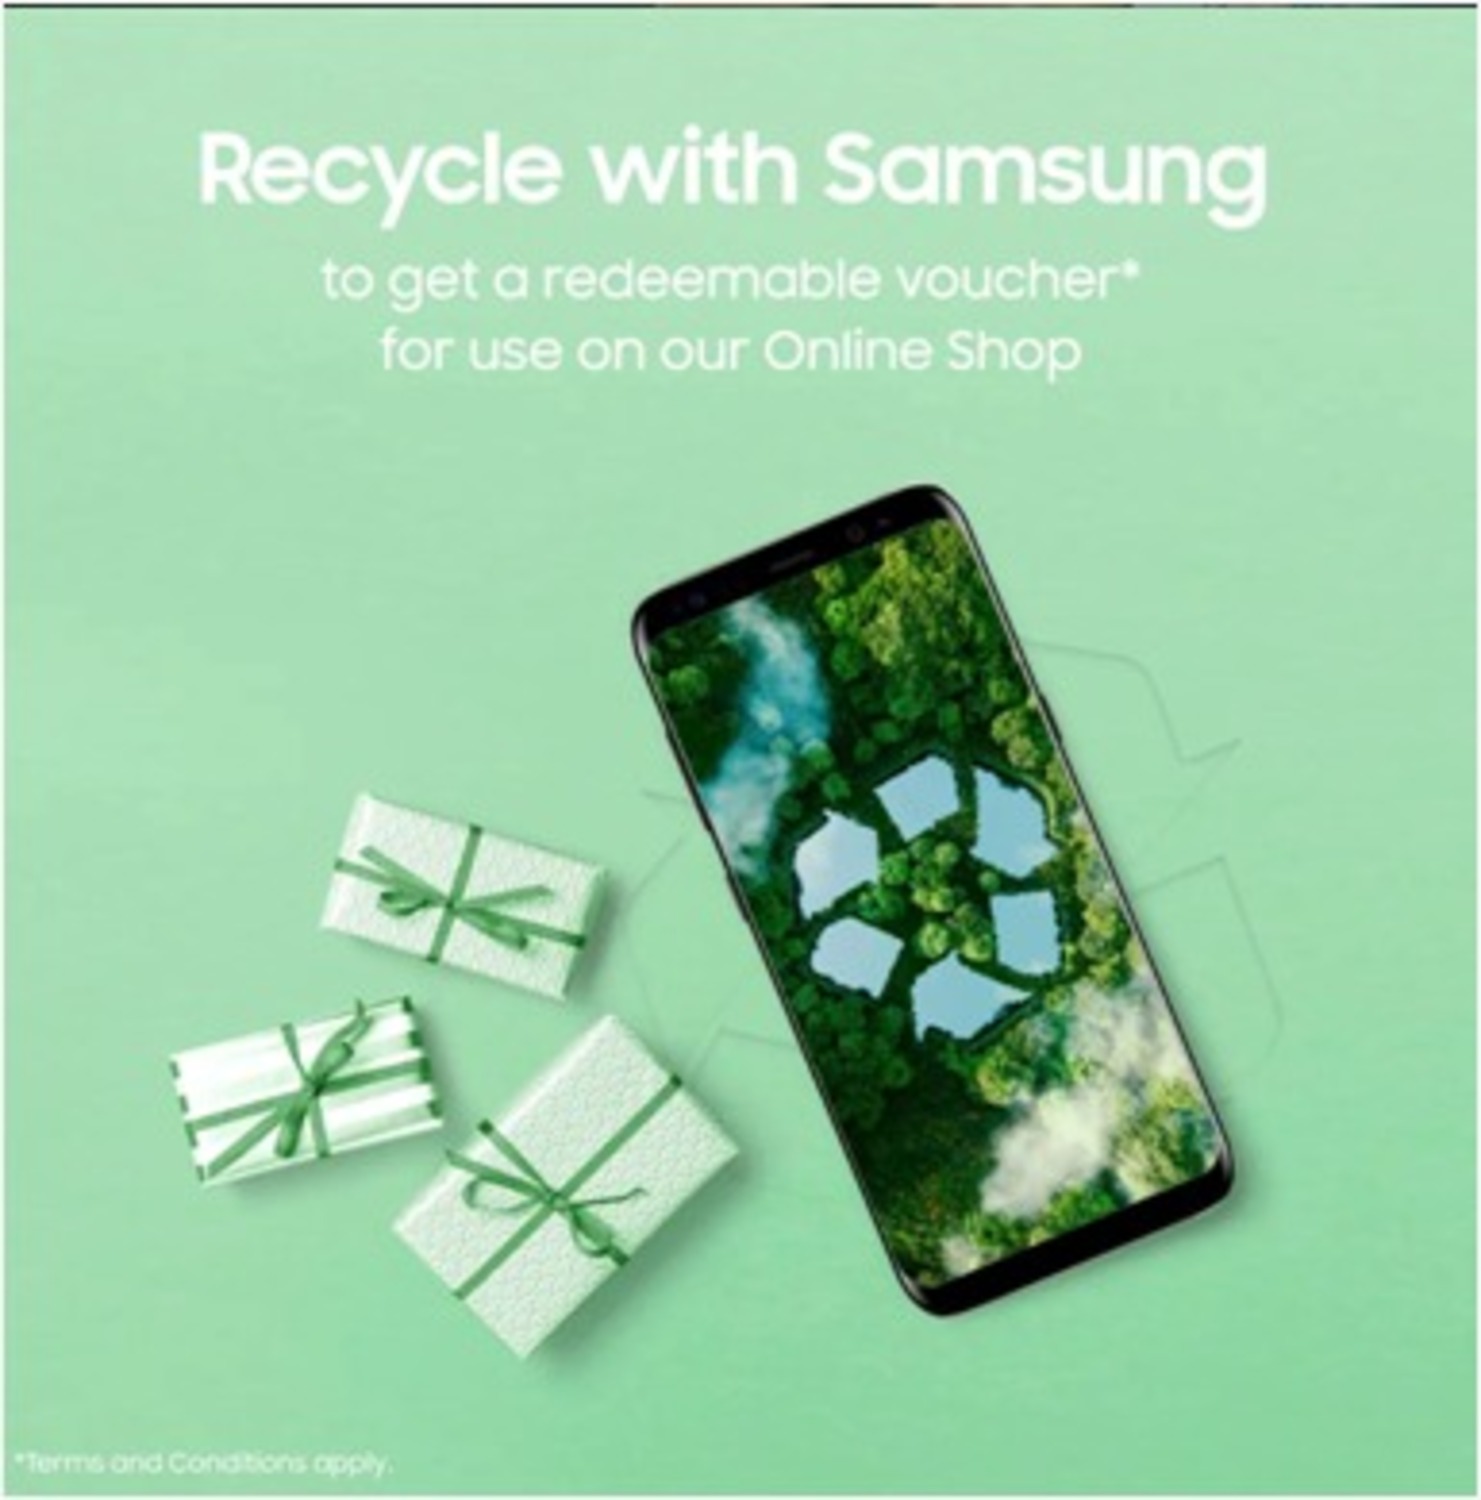 Recycle with Samsung
to get a redeemable voucher*
for use on our Online Shop
*Terms and Conditions apply.